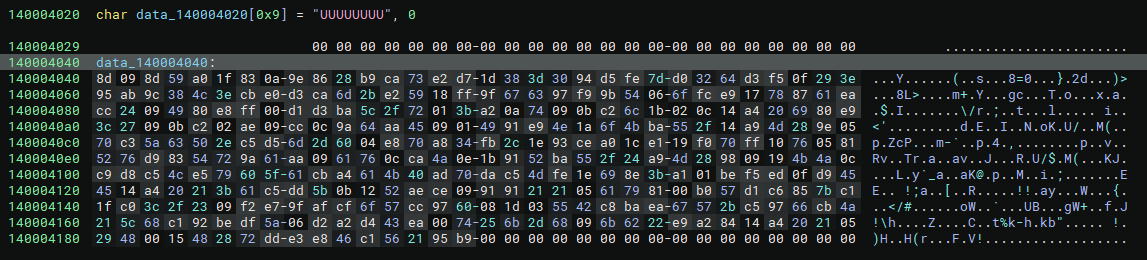 140004020  char data_140004020[0x9] = "UUUUUUUU", 0
140004029  00 00 00 00 00 00 00-00 00 00 00 00 00 00 00-00 00 00 00 00 00 00 00  .......................
140004040  data_140004040:
140004040  8d 09 8d 59 a0 1f 83 0a-9e 86 28 b9 ca 73 e2 d7-1d 38 3d 30 94 d5 fe 7d-d0 32 64 d3 f5 0f 29 3e  ...Y......(..s...8=0...}.2d...)>
140004060  95 ab 9c 38 4c 3e cb e0-d3 ca 6d 2b e2 59 18 ff-9f 67 63 97 f9 9b 54 06-6f fc e9 17 78 87 61 ea  ...8L>....m+.Y...gc...T.o...x.a.
140004080  cc 24 09 49 80 e8 ff 00-d1 d3 ba 5c 2f 72 01 3b-a2 0a 74 09 0b c2 6c 1b-02 0c 14 a4 20 69 80 e9  .$.I.......\/r.;..t...l..... i..
1400040a0  3c 27 09 0b c2 02 ae 09-cc 0c 9a 64 aa 45 09 01-49 91 e9 4e 1a 6f 4b ba-55 2f 14 a9 4d 28 9e 05  <'.........d.E..I..N.oK.U/..M(..
1400040c0  70 c3 5a 63 50 2e c5 d5-6d 2d 60 04 e8 70 a8 34-fb 2c 1e 93 ce a0 1c e1-19 f0 70 ff 10 76 05 81  p.ZcP...m-`..p.4.,........p..v..
1400040e0  52 76 d9 83 54 72 9a 61-aa 09 61 76 0c ca 4a 0e-1b 91 52 ba 55 2f 24 a9-4d 28 98 09 19 4b 4a 0c  Rv..Tr.a..av..J...R.U/$.M(...KJ.
140004100  c9 d8 c5 4c e5 79 60 5f-61 cb a4 61 4b 40 ad 70-da c5 4d fe 1e 69 8e 3b-a1 01 be f5 ed 0f d9 45  ...L.y`_a..aK@.p..M..i.;.......E
140004120  45 14 a4 20 21 3b 61 c5-dd 5b 0b 12 52 ae ce 09-91 91 21 21 05 61 79 81-00 b0 57 d1 c6 85 7b c1  E.. !;a..[..R.....!!.ay...W...{.
140004140  1f c0 3c 2f 23 09 f2 e7-9f af cf 6f 57 cc 97 60-08 1d 03 55 42 c8 ba ea-67 57 2b c5 97 66 cb 4a  ..</#......oW..`...UB...gW+..f.J
140004160  21 5c 68 c1 92 be df 5a-06 d2 a2 d4 43 ea 00 74-25 6b 2d 68 09 6b 62 22-e9 a2 84 14 a4 20 21 05  !\h....Z....C..t%k-h.kb"..... !.
140004180  29 48 00 15 48 28 72 dd-e3 e8 46 c1 56 21 95 b9-00 00 00 00 00 00 00 00-00 00 00 00 00 00 00 00  )H..H(r...F.V!..................